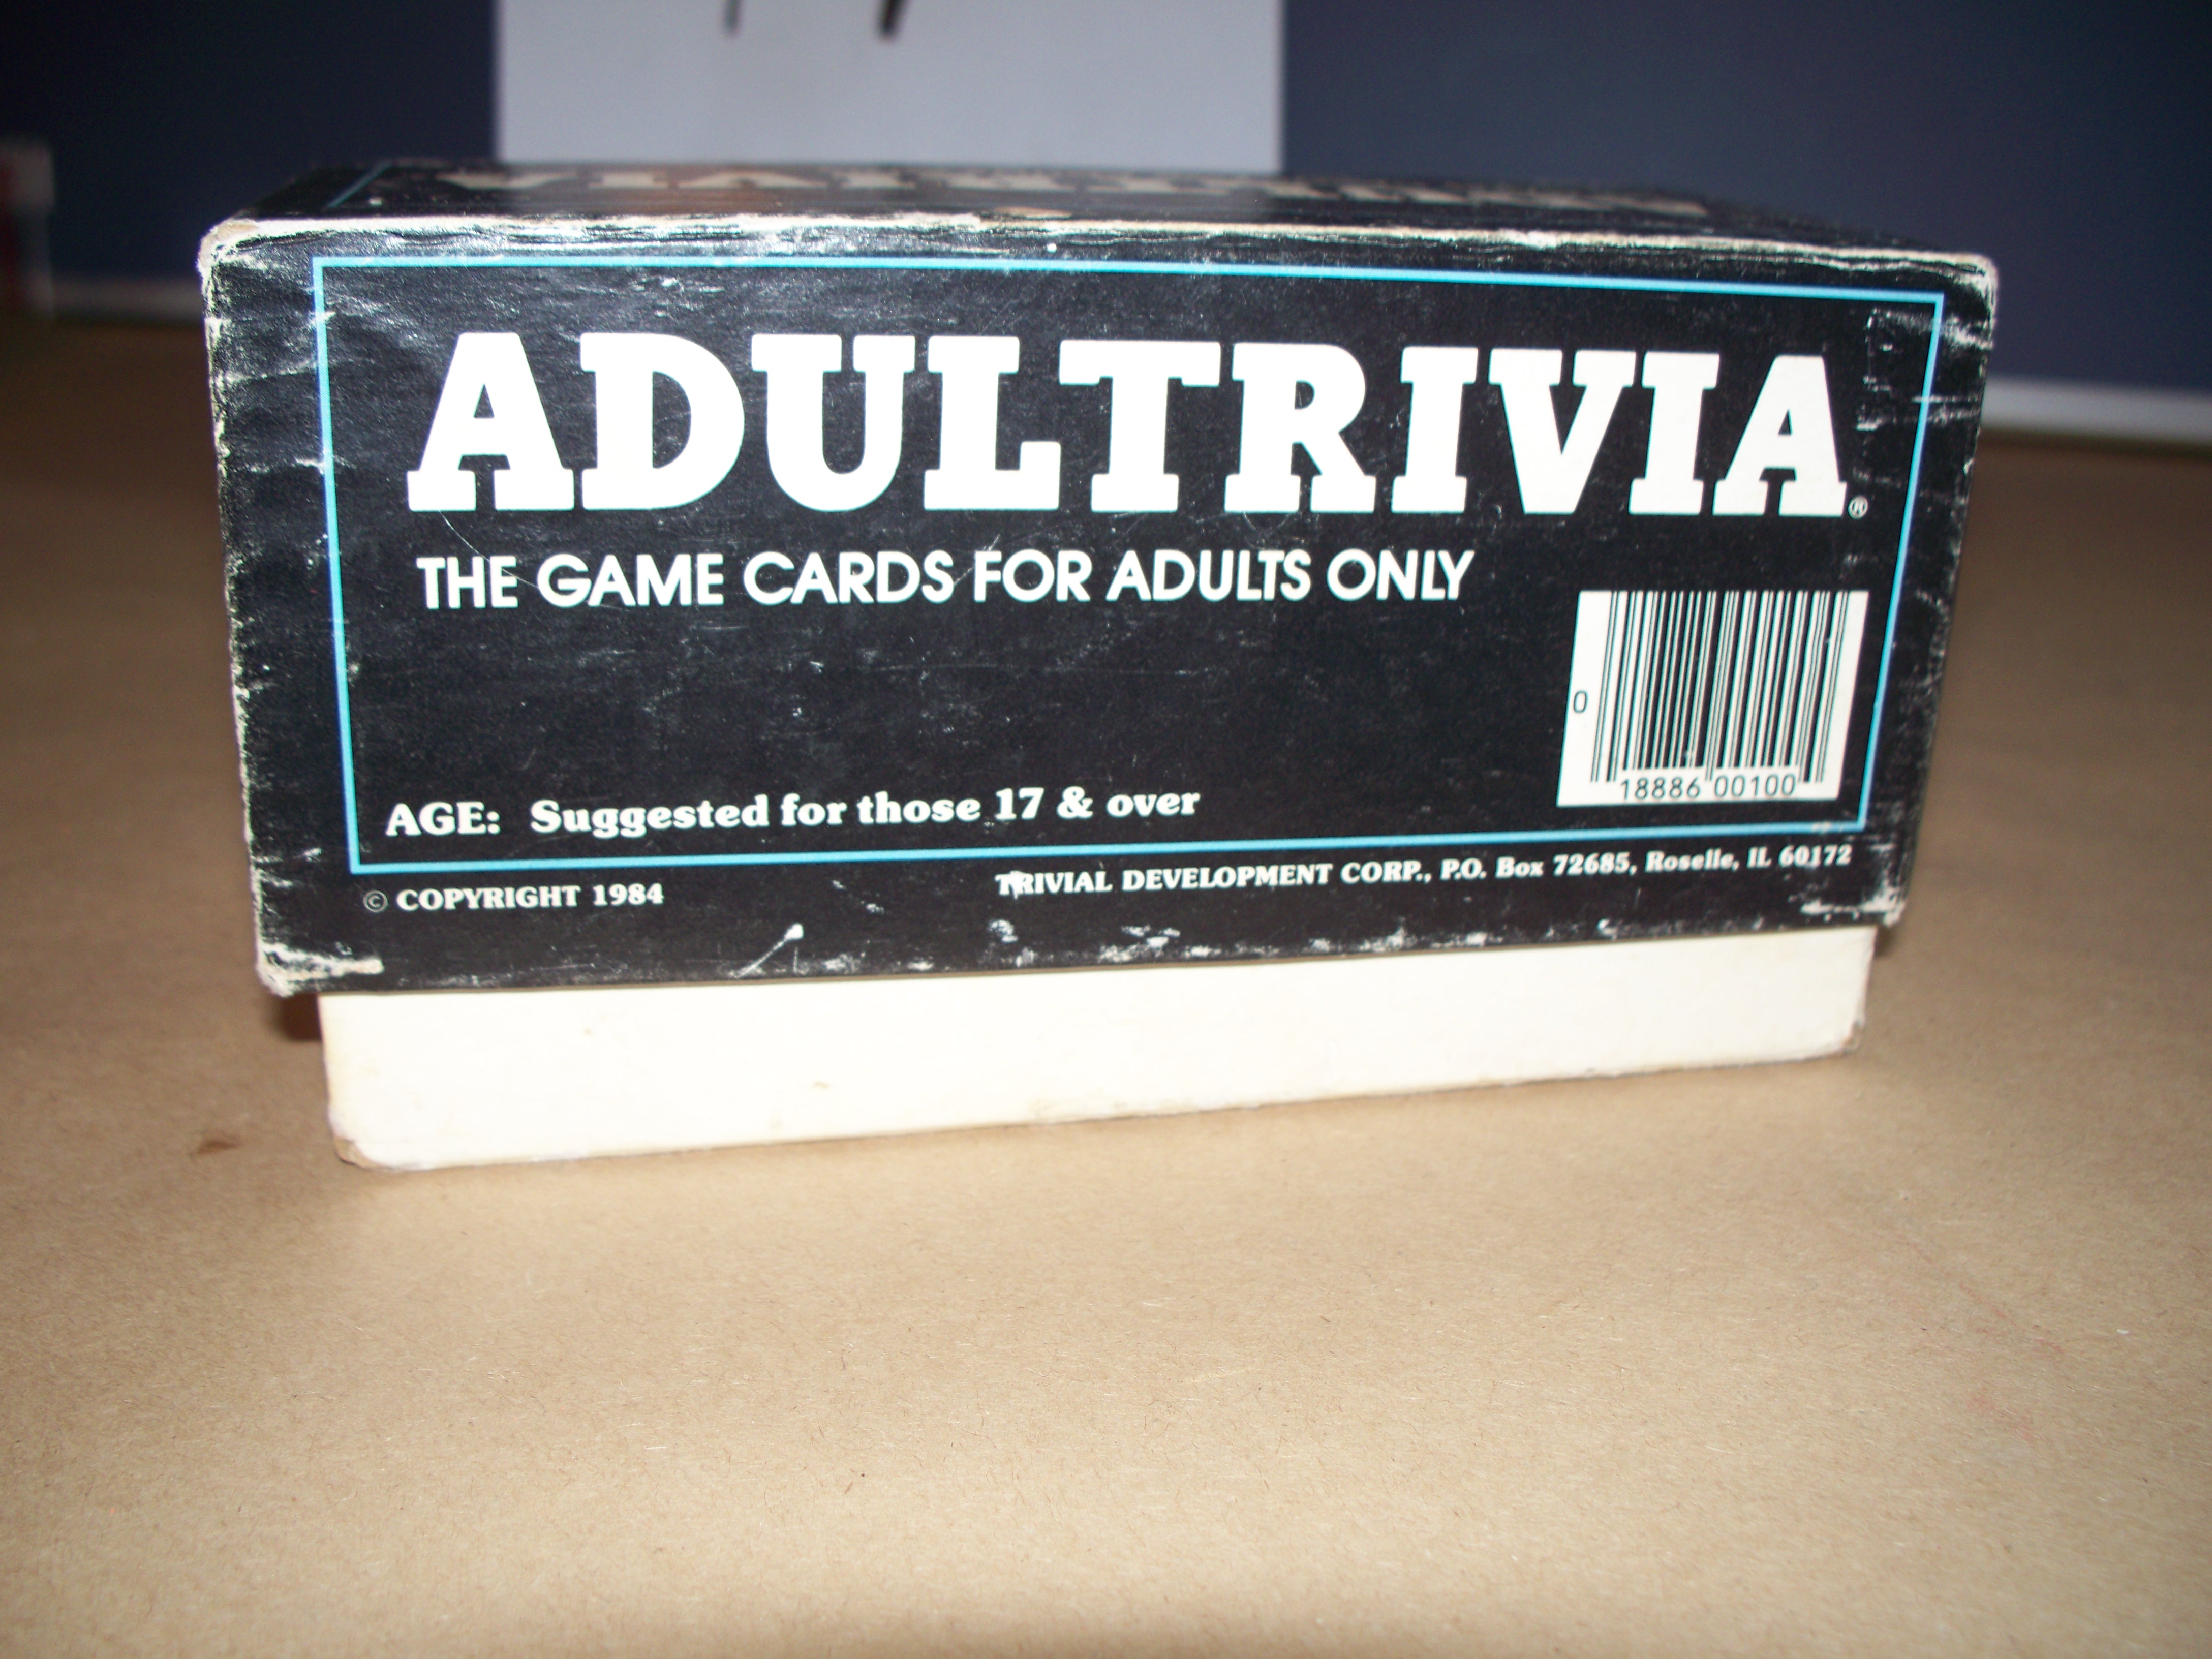 ADULTRIVIA®
THE GAME CARDS FOR ADULTS ONLY
0
18886 00100
AGE: Suggested for those 17 & over
© COPYRIGHT 1984
TRIVIAL DEVELOPMENT CORP., P.O. Box 72685, Roselle, IL 60172